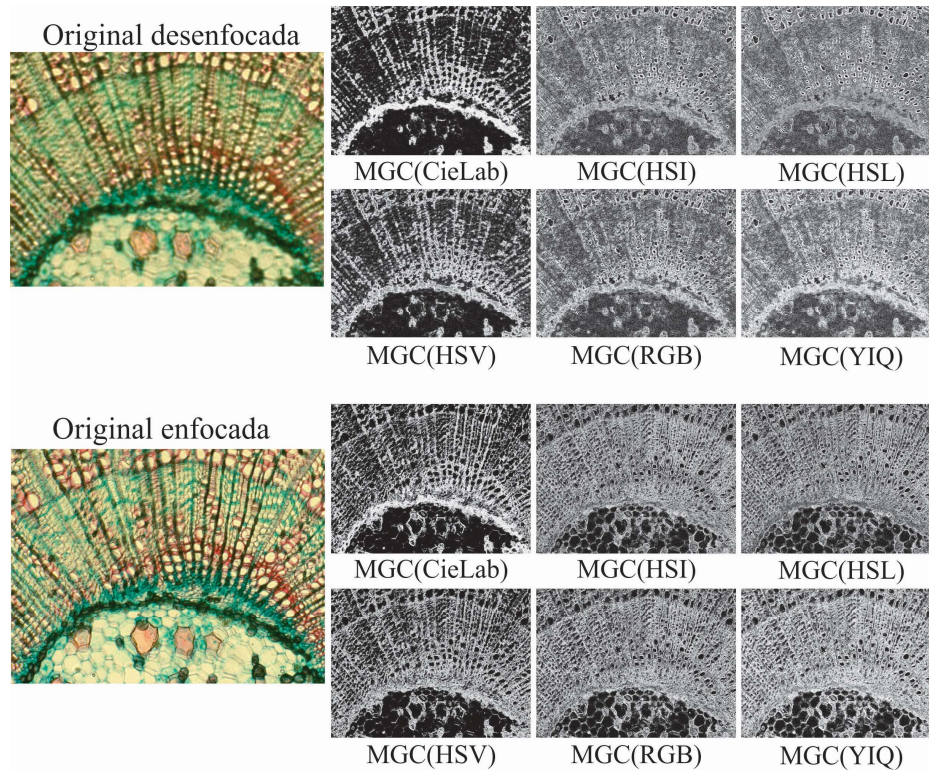 Original desenfocada
MGC(CieLab) MGC(HSI) MGC(HSL)
MGC(HSV) MGC(RGB) MGC(YIQ)
Original enfocada
MGC(CieLab) MGC(HSI) MGC(HSL)
MGC(HSV) MGC(RGB) MGC(YIQ)